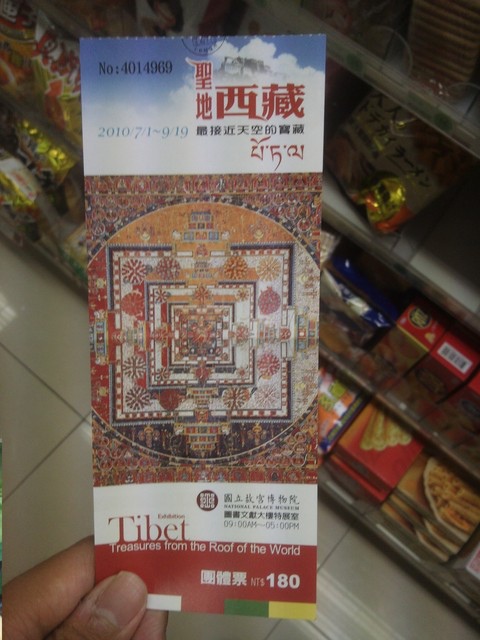 No:4014969
聖地西藏
2010/7/1~9/19
最接近天空的寶藏
པོ་ཏ་ལ
國立故宮博物院
NATIONAL PALACE MUSEUM
圖書文獻大樓特展室
09:00AM~05:00PM
Exhibition
Tibet
Treasures from the Roof of the World
團體票 NT$ 180